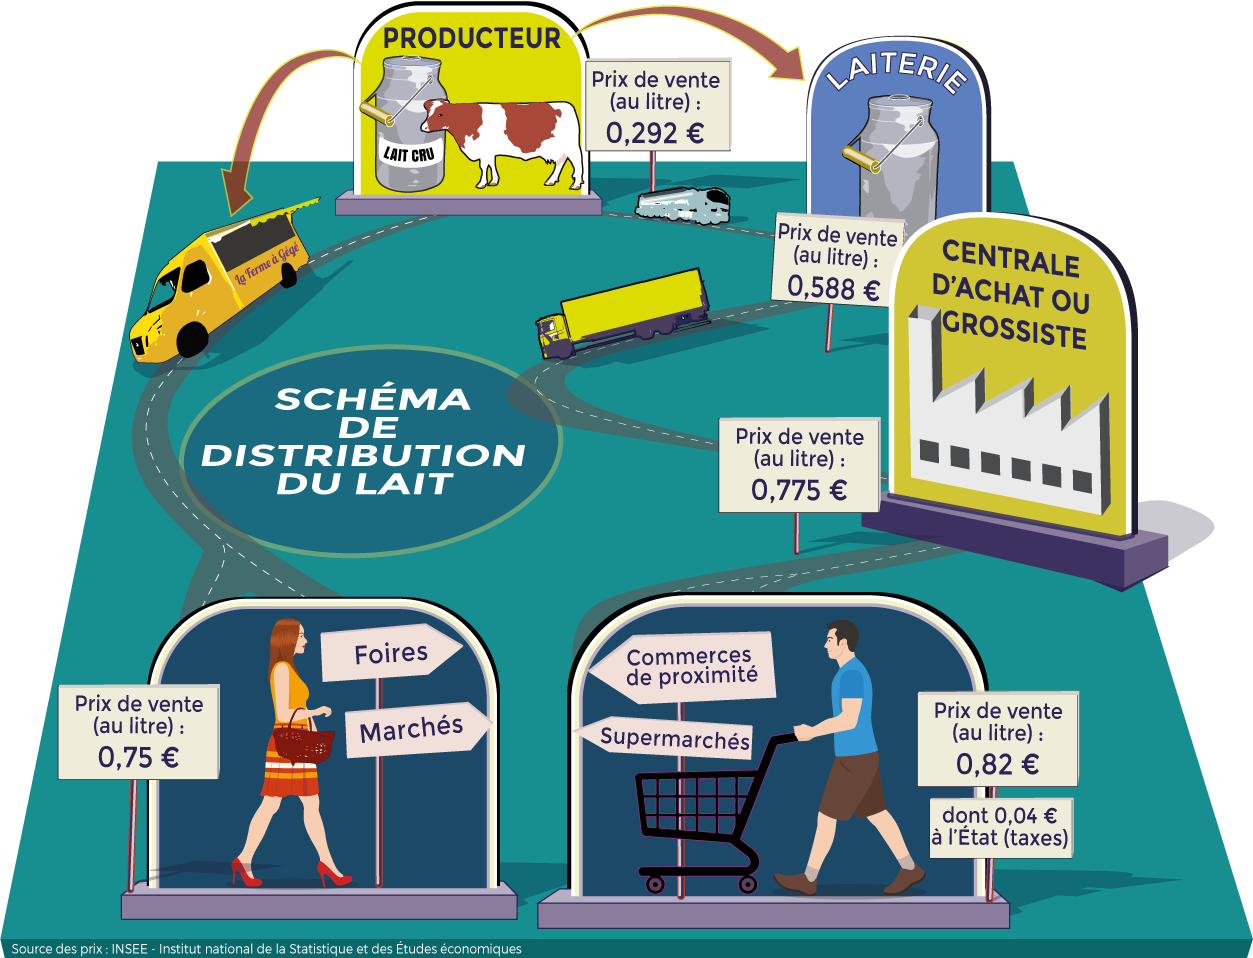 PRODUCTEUR
LAIT CRU
Prix de vente
(au litre) :
0,292 €
LAITERIE
Prix de vente
(au litre) :
0,588 €
CENTRALE
D'ACHAT OU
GROSSISTE
La Ferme à Gégé
SCHÉMA
DE
DISTRIBUTION
DU LAIT
Prix de vente
(au litre) :
0,775 €
Foires
Marchés
Prix de vente
(au litre) :
0,75 €
Commerces
de proximité
Supermarchés
Prix de vente
(au litre) :
0,82 €
dont 0,04 €
à l'État (taxes)
Source des prix : INSEE - Institut national de la Statistique et des Études économiques